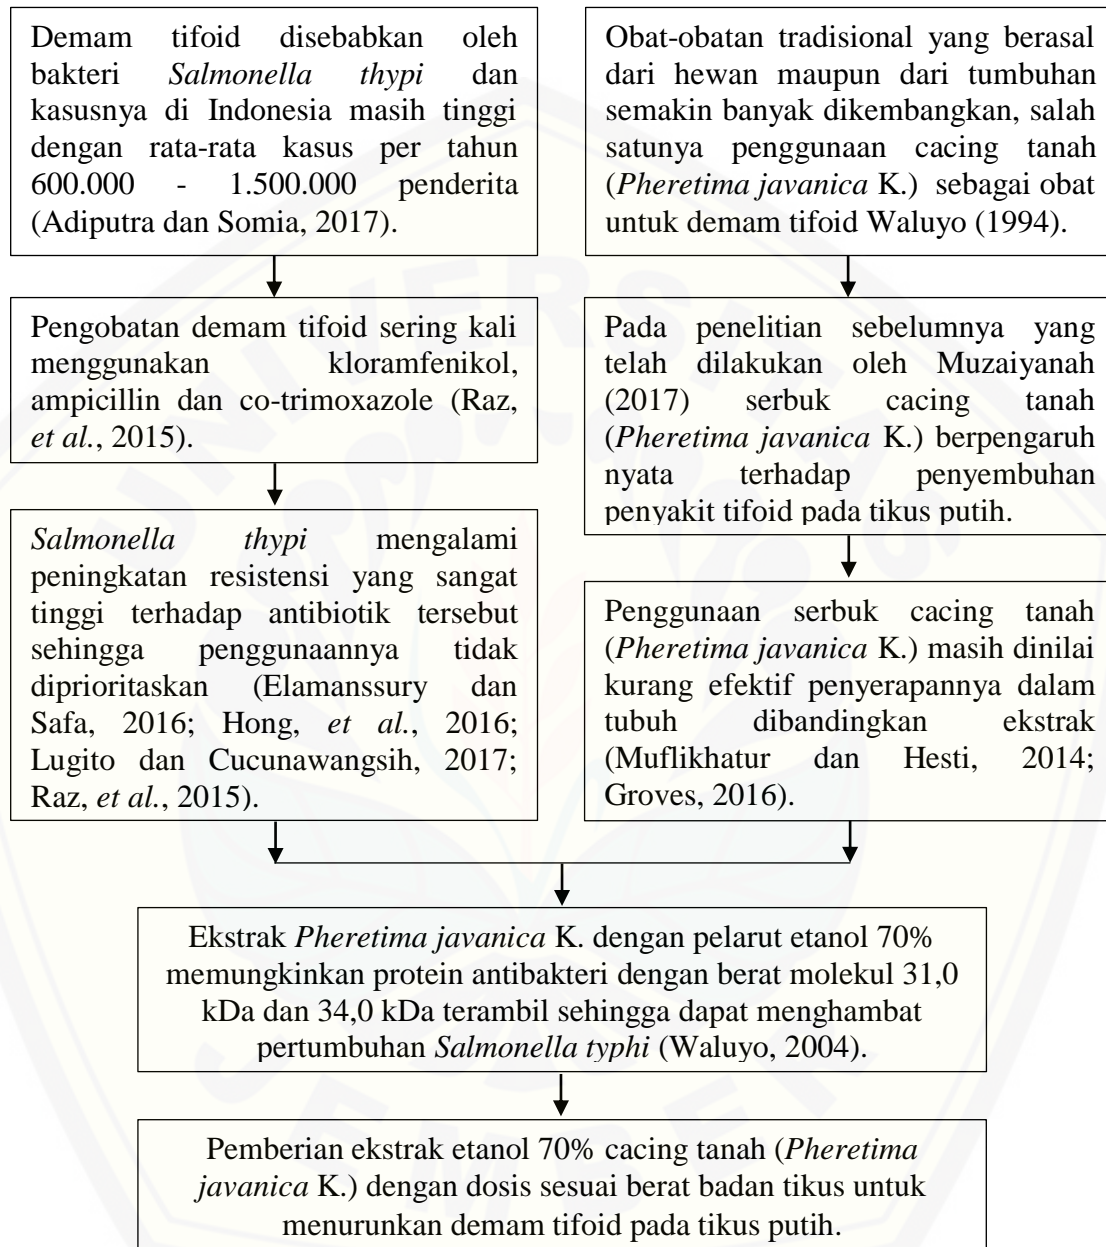 Demam tifoid disebabkan oleh
bakteri Salmonella thypi dan
kasusnya di Indonesia masih tinggi
dengan rata-rata kasus per tahun
600.000 - 1.500.000 penderita
(Adiputra dan Somia, 2017).
Pengobatan demam tifoid sering kali
menggunakan kloramfenikol,
ampicillin dan co-trimoxazole (Raz,
et al., 2015).
Salmonella thypi mengalami
peningkatan resistensi yang sangat
tinggi terhadap antibiotik tersebut
sehingga penggunaannya tidak
diprioritaskan (Elamanssury dan
Safa, 2016; Hong, et al., 2016;
Lugito dan Cucunawangsih, 2017;
Raz, et al., 2015).
Obat-obatan tradisional yang berasal
dari hewan maupun dari tumbuhan
semakin banyak dikembangkan, salah
satunya penggunaan cacing tanah
(Pheretima javanica K.) sebagai obat
untuk demam tifoid Waluyo (1994).
Pada penelitian sebelumnya yang
telah dilakukan oleh Muzaiyanah
(2017) serbuk cacing tanah
(Pheretima javanica K.) berpengaruh
nyata terhadap penyembuhan
penyakit tifoid pada tikus putih.
Penggunaan serbuk cacing tanah
(Pheretima javanica K.) masih dinilai
kurang efektif penyerapannya dalam
tubuh dibandingkan ekstrak
(Muflikhatur dan Hesti, 2014;
Groves, 2016).
Ekstrak Pheretima javanica K. dengan pelarut etanol 70%
memungkinkan protein antibakteri dengan berat molekul 31,0
kDa dan 34,0 kDa terambil sehingga dapat menghambat
pertumbuhan Salmonella typhi (Waluyo, 2004).
Pemberian ekstrak etanol 70% cacing tanah (Pheretima
javanica K.) dengan dosis sesuai berat badan tikus untuk
menurunkan demam tifoid pada tikus putih.
UNIVERSITAS
JEMBER